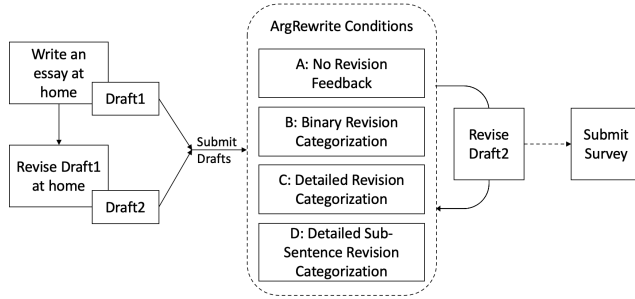 Write an
essay at
home
Draft1
Revise Draft1
at home
Draft2
Submit
Drafts
ArgRewrite Conditions
A: No Revision
Feedback
B: Binary Revision
Categorization
C: Detailed Revision
Categorization
D: Detailed Sub-
Sentence Revision
Categorization
Revise
Draft2
Submit
Survey